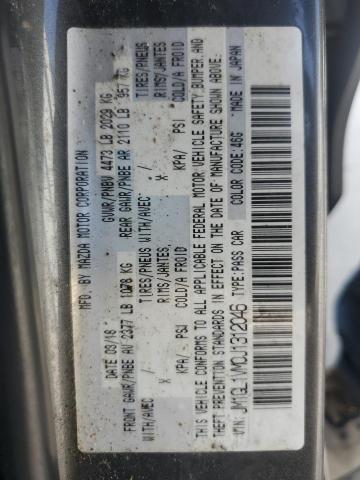 MFD. BY MAZDA MOTOR CORPORATION
DATE 03/18 GVWR/PNBV 4473 LB 2029 KG
FRONT GAWR/PNBE AV 2377 LB 1078 KG REAR GAWR/PNBE AR 2110 LB 957 KG
WITH/AVEC TIRES/PNEUS WITH/AVEC TIRES/PNEUS
RIMS/JANTES, RIMS/JANTES
KPA/ PSI COLD/A FROID KPA/ PSI COLD/A FROID
VEHICLE CONFORMS TO ALL APPLICABLE FEDERAL MOTOR VEHICLE SAFETY, BUMPER, AND
THEFT PREVENTION STANDARDS IN EFFECT ON THE DATE OF MANUFACTURE SHOWN ABOVE
MADE IN JAPAN
VIN: JM1GL1VM0J1312046 TYPE:PASS CAR COLOR CODE:46G